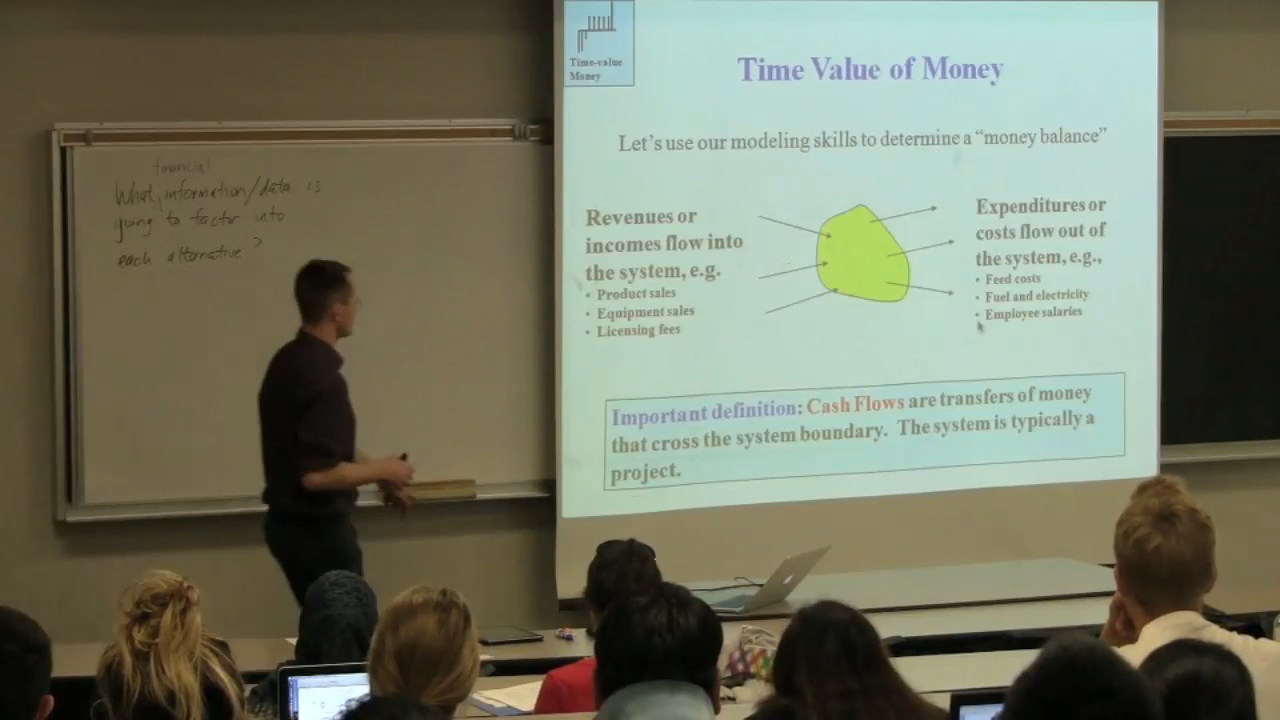 financial
What information/data is
going to factor into
each alternative?
Time-value
Money
Time Value of Money
Let's use our modeling skills to determine a “money balance”
Revenues or
incomes flow into
the system, e.g.
• Product sales
• Equipment sales
• Licensing fees
Expenditures or
costs flow out of
the system, e.g.,
• Feed costs
• Fuel and electricity
• Employee salaries
Important definition: Cash Flows are transfers of money
that cross the system boundary. The system is typically a
project.